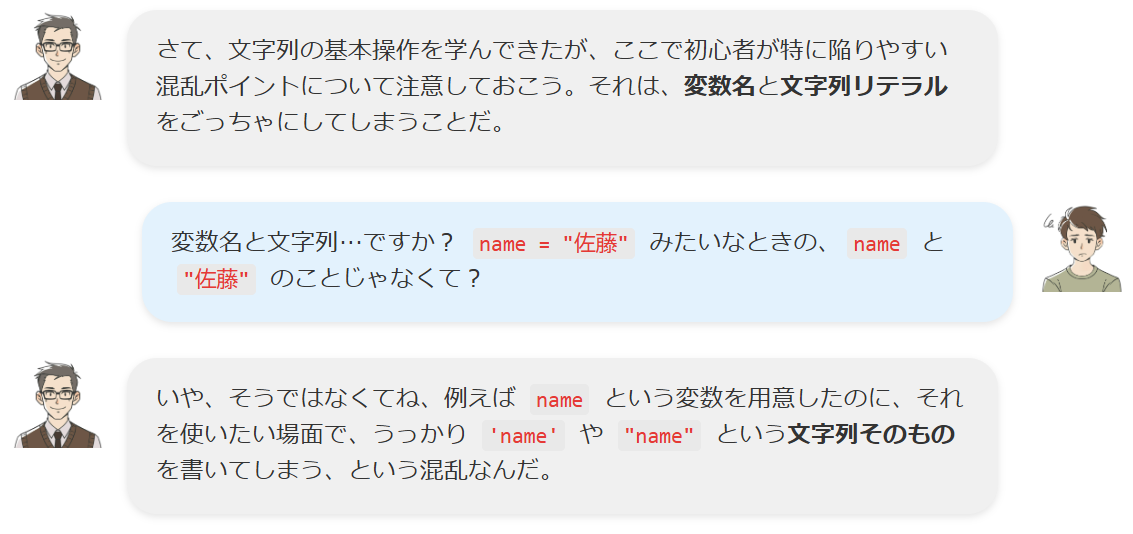 さて、文字列の基本操作を学んできたが、ここで初心者が特に陥りやすい
混乱ポイントについて注意しておこう。それは、変数名と文字列リテラル
をごっちゃにしてしまうことだ。
変数名と文字列…ですか? name = "佐藤" みたいなときの、 name と
"佐藤" のことじゃなくて?
いや、そうではなくてね、例えば name という変数を用意したのに、それ
を使いたい場面で、うっかり 'name' や "name" という文字列そのもの
を書いてしまう、という混乱なんだ。